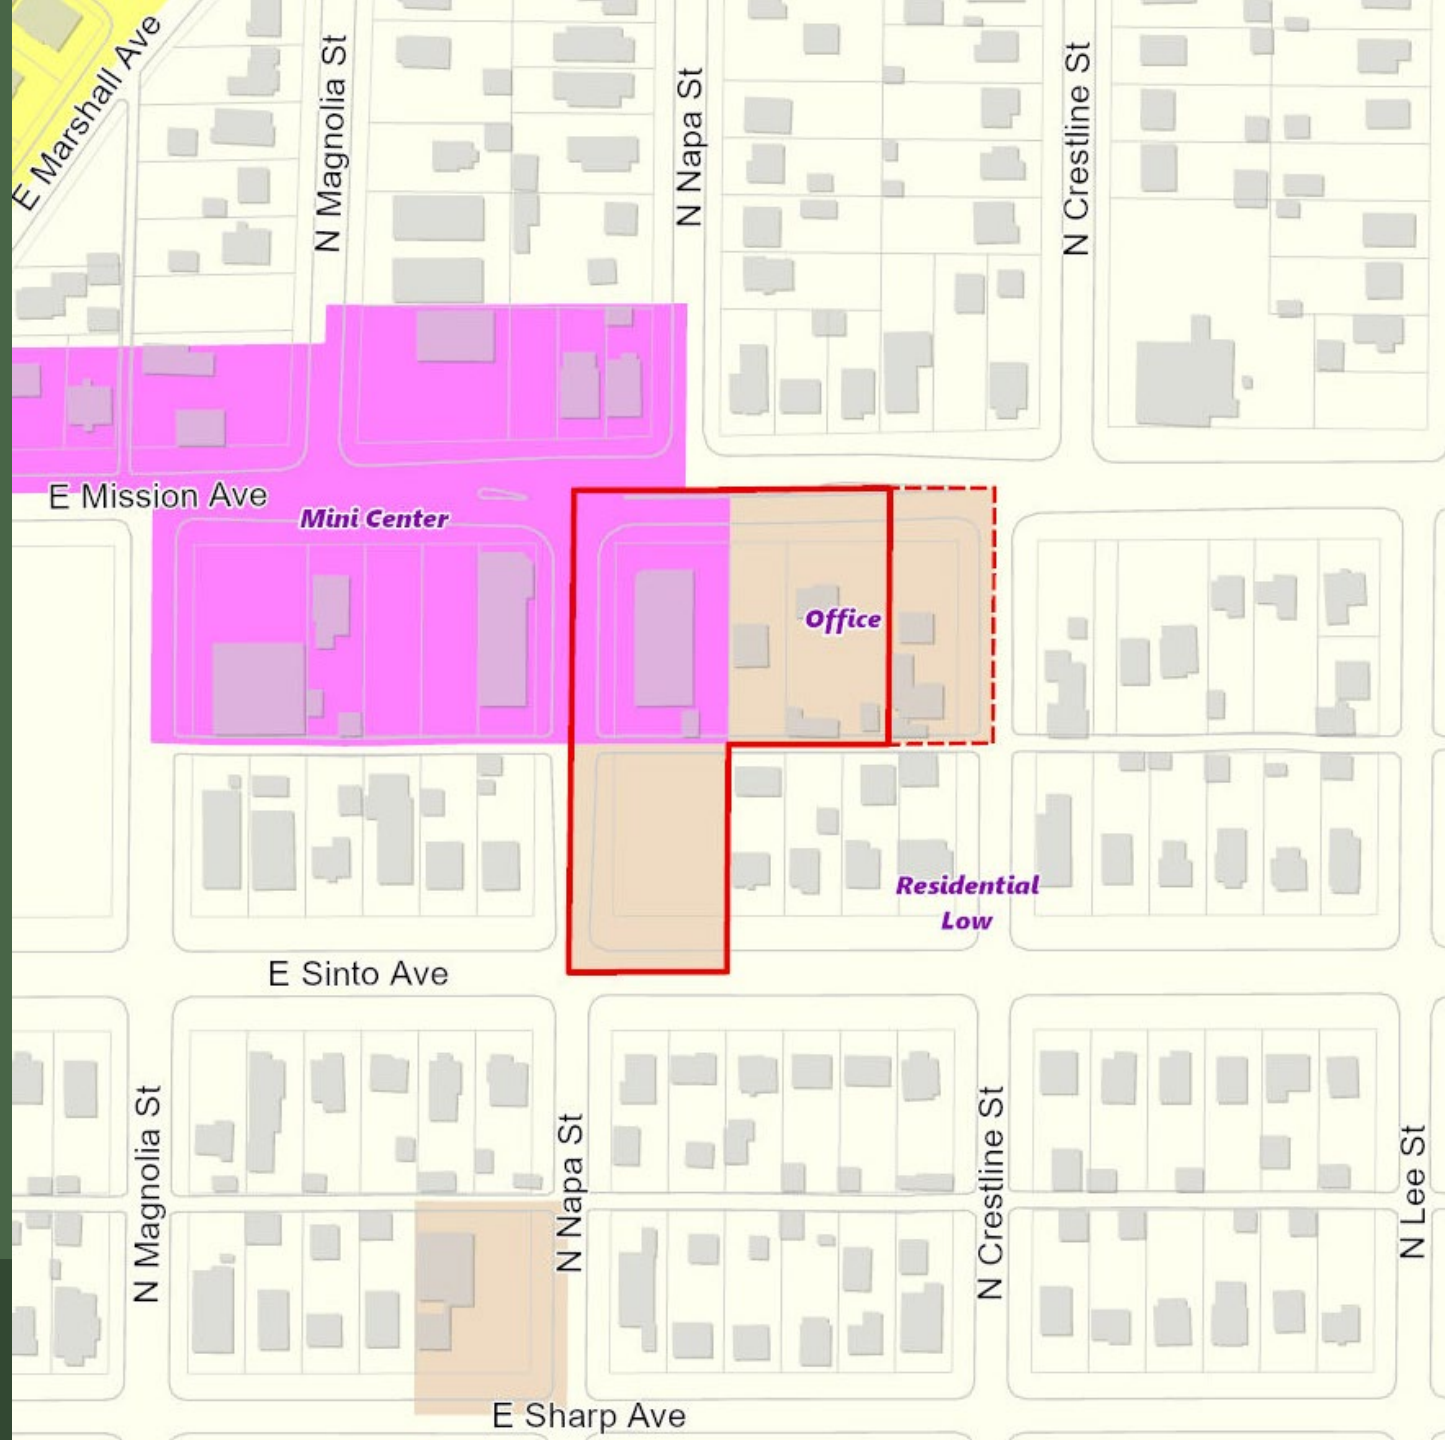 E Marshall Ave
N Magnolia St
N Napa St
N Crestline St
E Mission Ave
Mini Center
Office
Residential
Low
E Sinto Ave
N Magnolia St
N Napa St
N Crestline St
N Lee St
E Sharp Ave